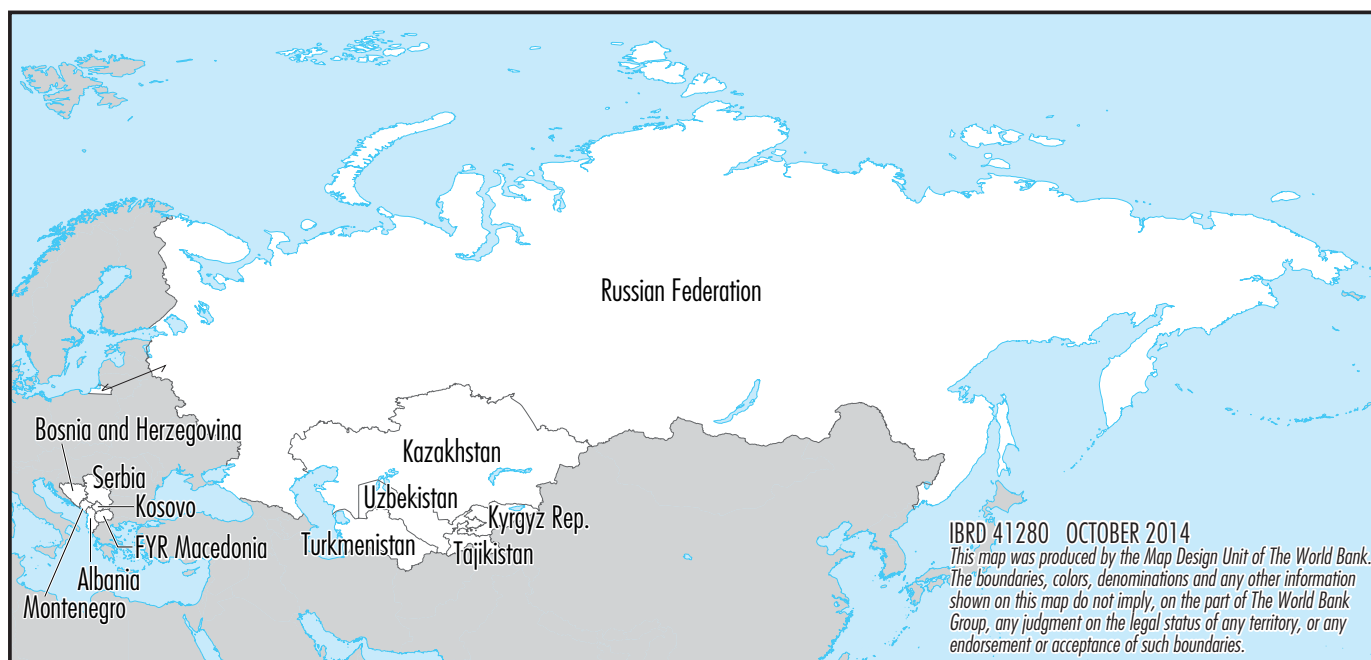 Russian Federation
Bosnia and Herzegovina
Kazakhstan
Serbia
Uzbekistan
Kosovo
Kyrgyz Rep.
FYR Macedonia
Turkmenistan
Tajikistan
Albania
Montenegro
IBRD 41280 OCTOBER 2014
This map was produced by the Map Design Unit of The World Bank.
The boundaries, colors, denominations and any other information
shown on this map do not imply, on the part of The World Bank
Group, any judgment on the legal status of any territory, or any
endorsement or acceptance of such boundaries.